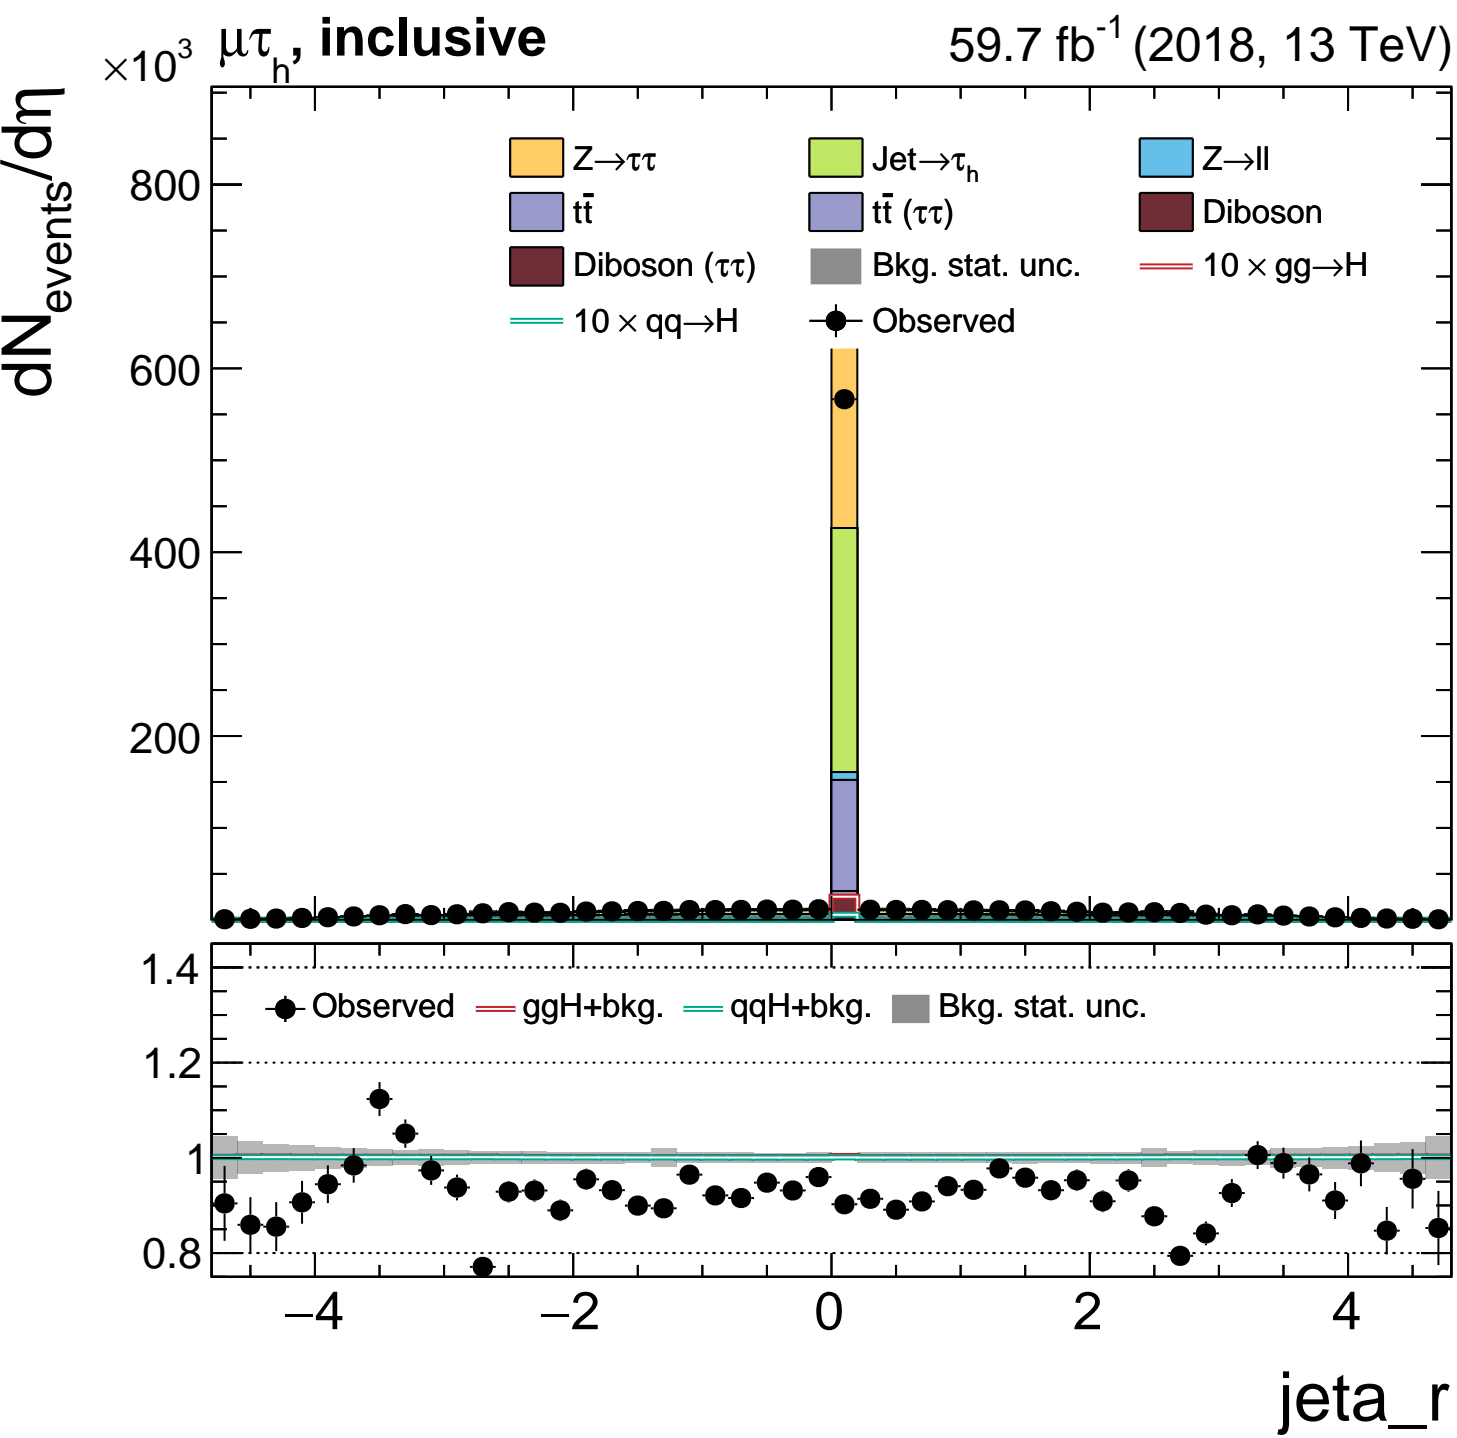 ×10³ μτₕ, inclusive 59.7 fb⁻¹ (2018, 13 TeV)
dN_events/dη
Z→ττ Jet→τₕ Z→ll
tt̄ tt̄ (ττ) Diboson
Diboson (ττ) Bkg. stat. unc. 10 × gg→H
10 × qq→H Observed
800
600
400
200
1.4
Observed ggH+bkg. qqH+bkg. Bkg. stat. unc.
1.2
1
0.8
−4 −2 0 2 4
jeta_r